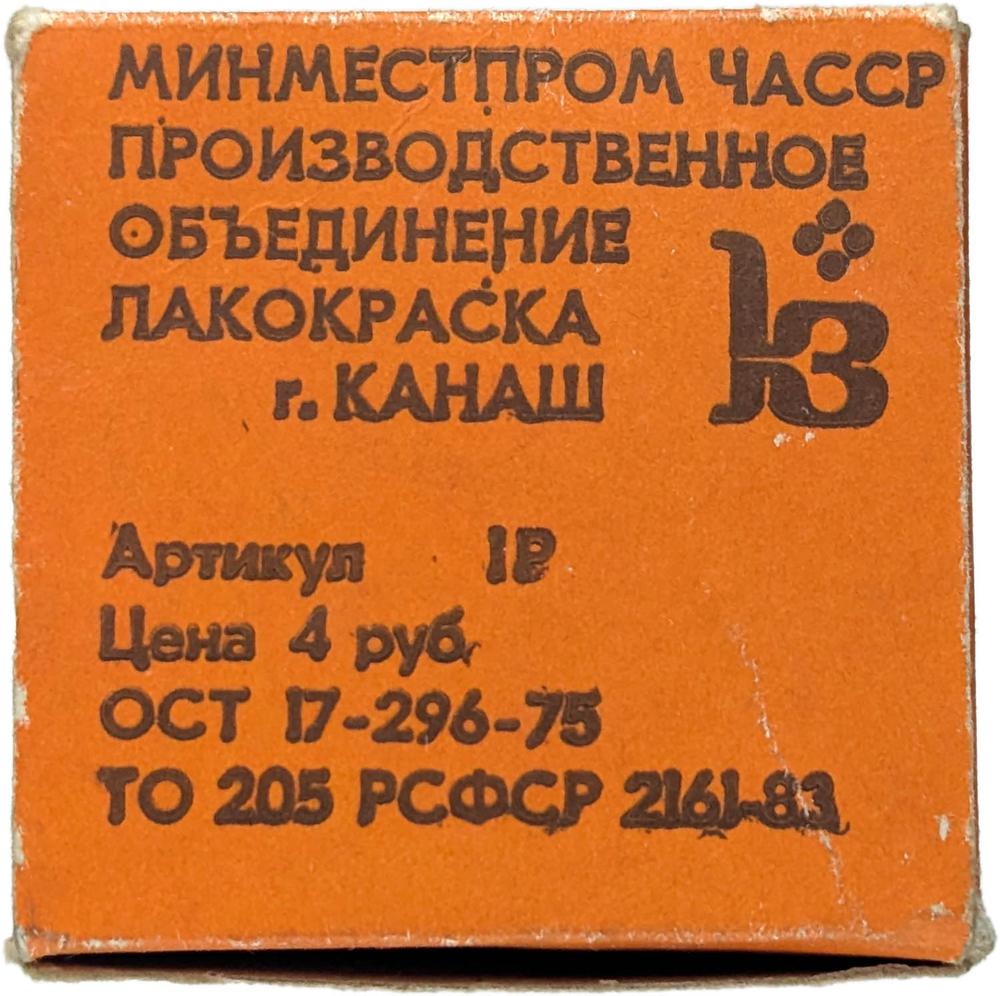 МИНМЕСТПРОМ ЧАССР
ПРОИЗВОДСТВЕННОЕ
ОБЪЕДИНЕНИЕ
ЛАКОКРАСКА
г. КАНАШ
КЗ
Артикул 1Р
Цена 4 руб.
ОСТ 17-296-75
ТО 205 РСФСР 2161-83